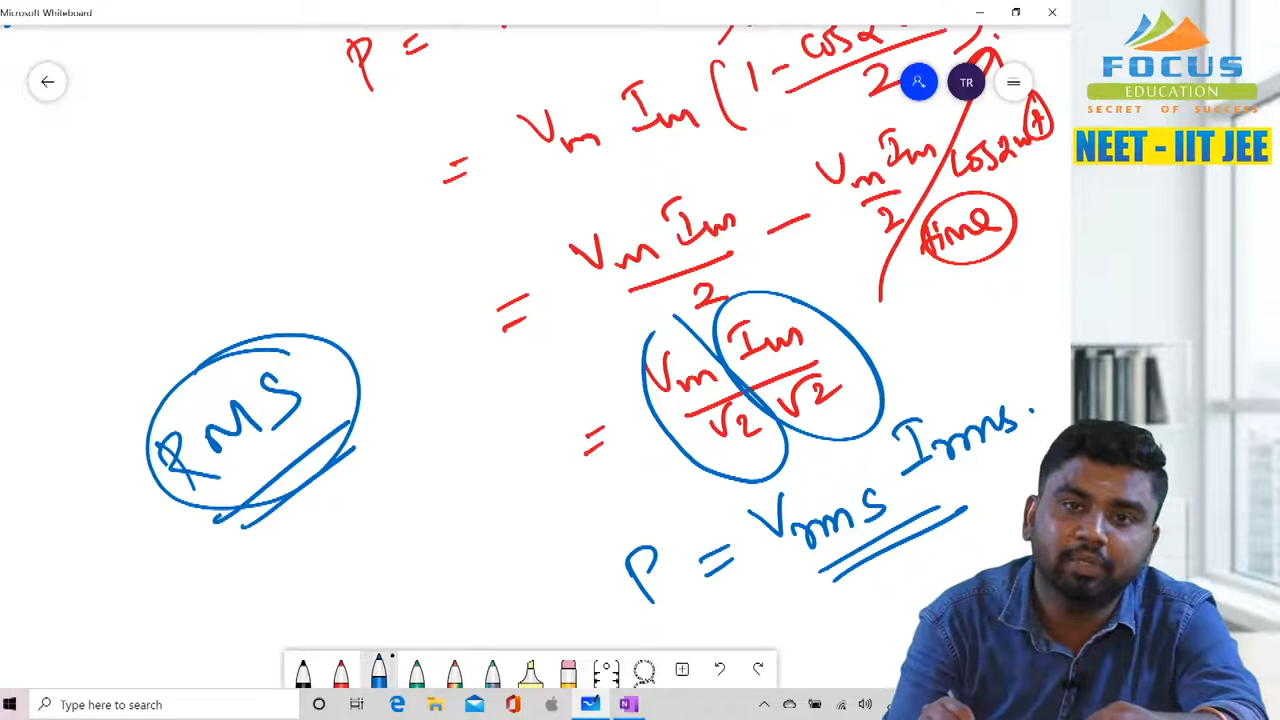 Microsoft Whiteboard
P =
= Vm Im (1 - cos2
2
= Vm Im / 2 - Vm Im / 2 cos2ωt
time
= Vm / √2 Im / √2
RMS
P = Vrms Irms.
TR
FOCUS
EDUCATION
SECRET OF SUCCESS
NEET - IIT JEE
Type here to search